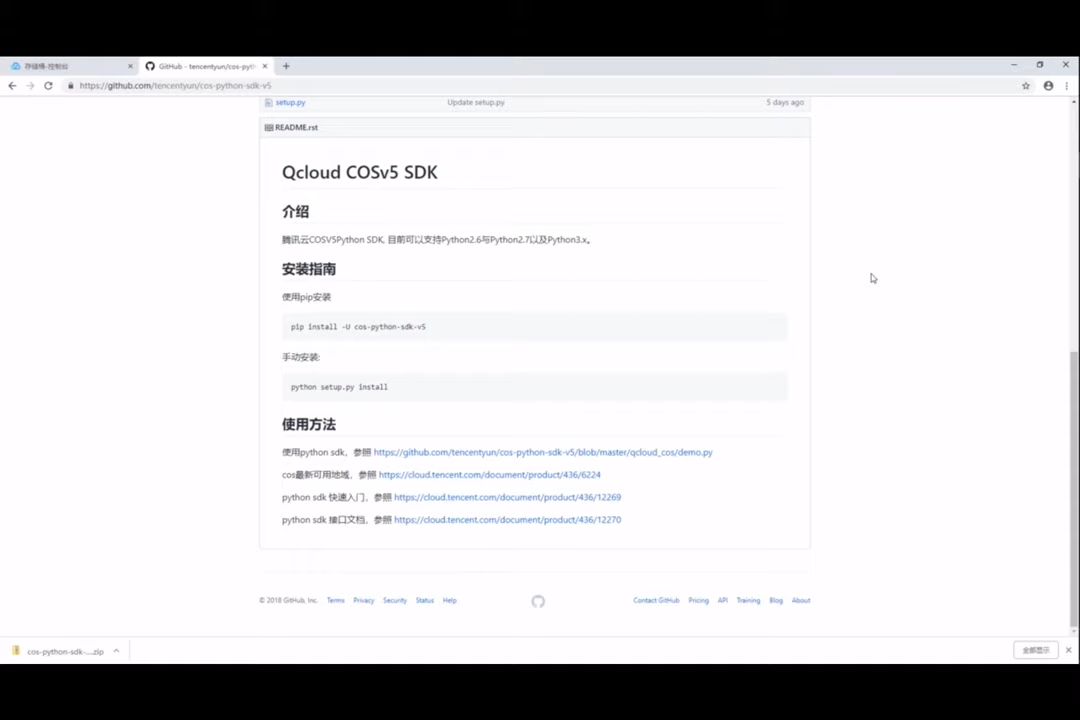 存储桶-控制台
GitHub - tencentyun/cos-pyth
https://github.com/tencentyun/cos-python-sdk-v5
setup.py Update setup.py 5 days ago
README.rst
Qcloud COSv5 SDK
介绍
腾讯云COSV5Python SDK, 目前可以支持Python2.6与Python2.7以及Python3.x。
安装指南
使用pip安装
pip install -U cos-python-sdk-v5
手动安装:
python setup.py install
使用方法
使用python sdk，参照 https://github.com/tencentyun/cos-python-sdk-v5/blob/master/qcloud_cos/demo.py
cos最新可用地域，参照 https://cloud.tencent.com/document/product/436/6224
python sdk 快速入门，参照 https://cloud.tencent.com/document/product/436/12269
python sdk 接口文档，参照 https://cloud.tencent.com/document/product/436/12270
© 2018 GitHub, Inc. Terms Privacy Security Status Help Contact GitHub Pricing API Training Blog About
cos-python-sdk-....zip 全部显示